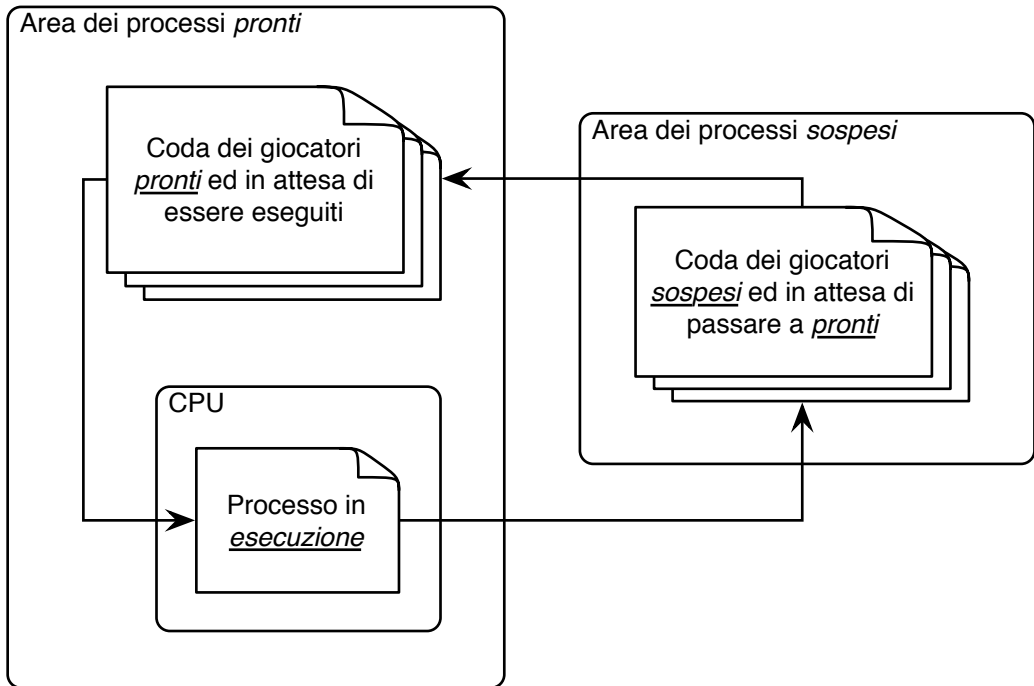 Area dei processi pronti
Coda dei giocatori
pronti ed in attesa di
essere eseguiti
Area dei processi sospesi
Coda dei giocatori
sospesi ed in attesa di
passare a pronti
CPU
Processo in
esecuzione